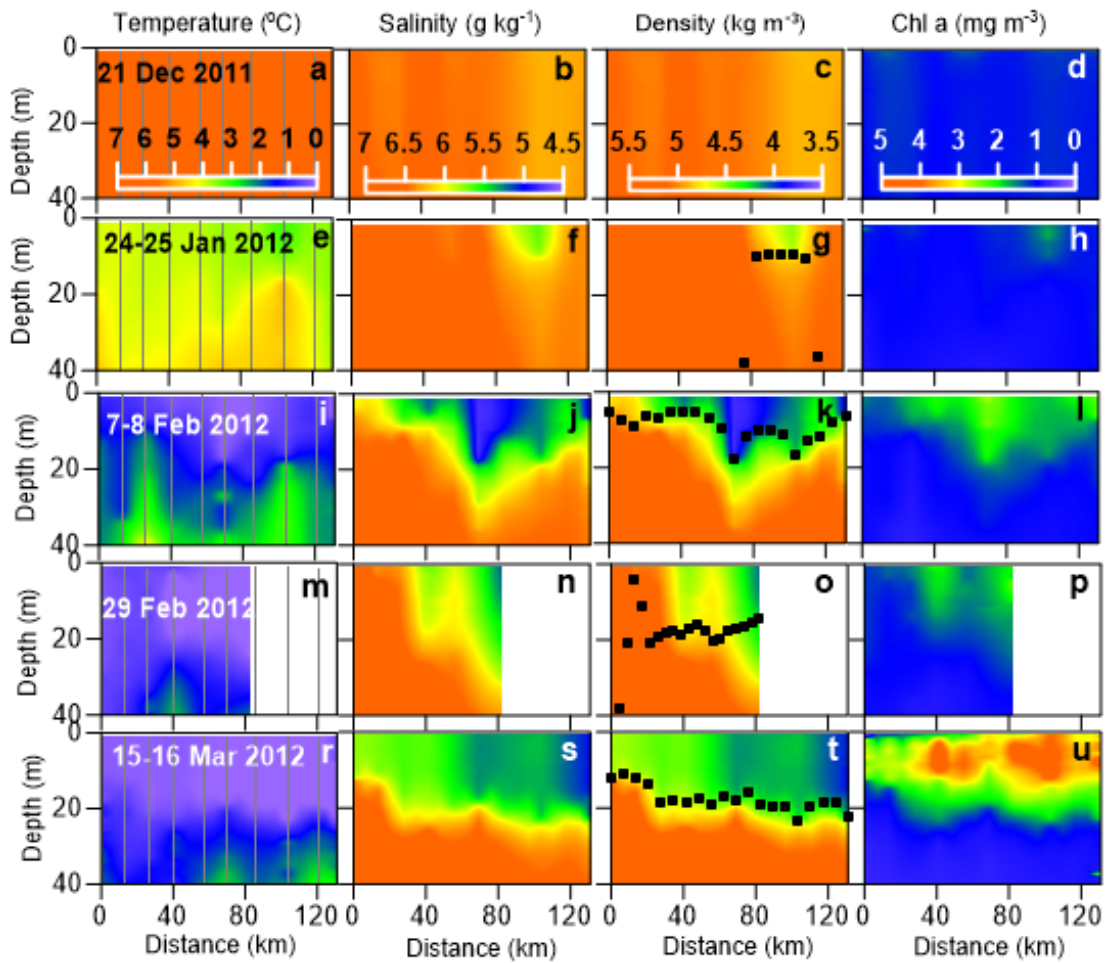 Temperature (ºC) Salinity (g kg⁻¹) Density (kg m⁻³) Chl a (mg m⁻³)
0
20
40
Depth (m)
21 Dec 2011 a b c d
7 6 5 4 3 2 1 0
7 6.5 6 5.5 5 4.5
5.5 5 4.5 4 3.5
5 4 3 2 1 0
0
20
40
Depth (m)
24-25 Jan 2012 e f g h
0
20
40
Depth (m)
7-8 Feb 2012 i j k l
0
20
40
Depth (m)
29 Feb 2012 m n o p
0
20
40
Depth (m)
15-16 Mar 2012 r s t u
0 40 80 120 0 40 80 120 0 40 80 120 0 40 80 120
Distance (km) Distance (km) Distance (km) Distance (km)